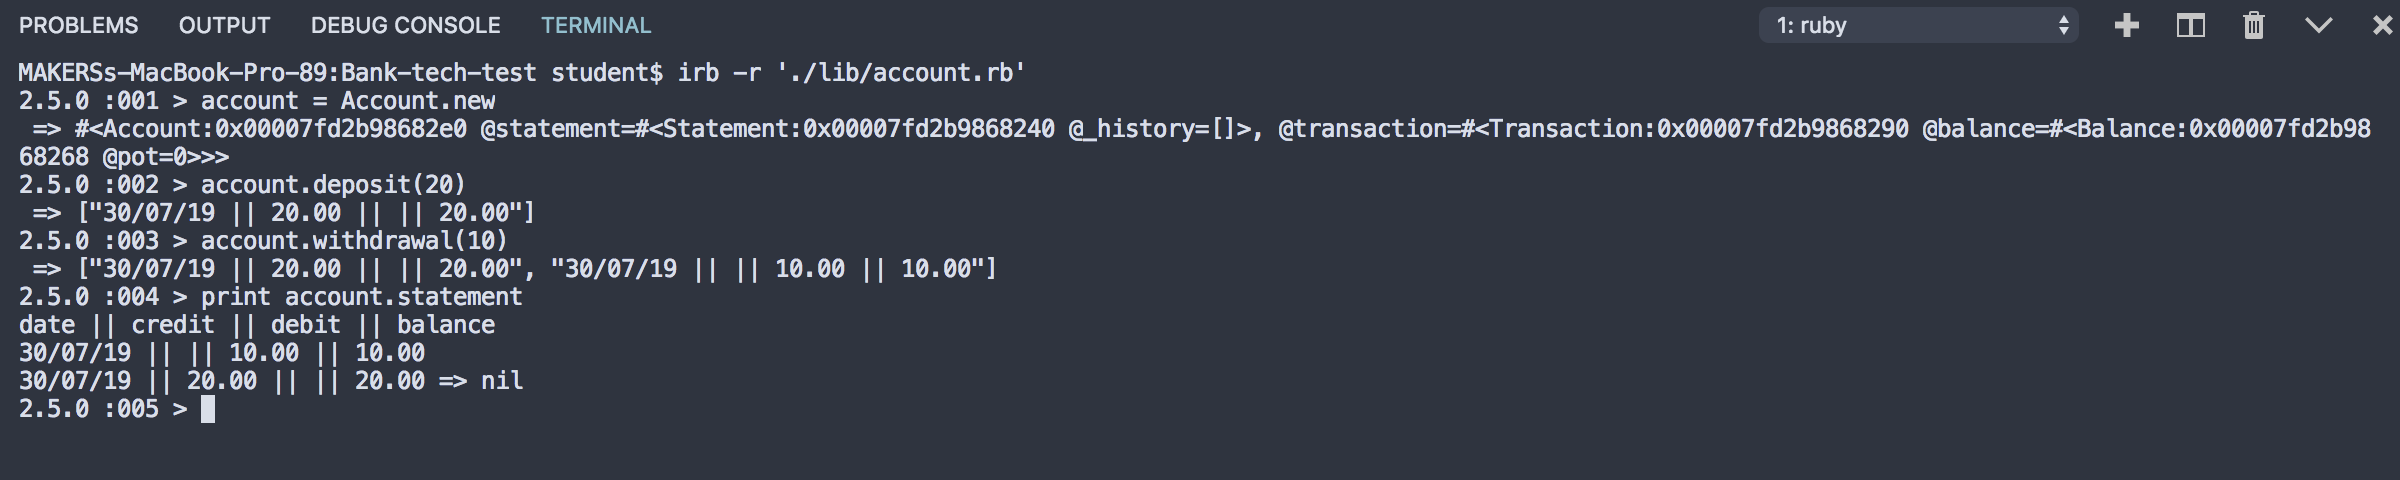 PROBLEMS OUTPUT DEBUG CONSOLE TERMINAL 1: ruby
MAKERSs-MacBook-Pro-89:Bank-tech-test student$ irb -r './lib/account.rb'
2.5.0 :001 > account = Account.new
 => #<Account:0x00007fd2b98682e0 @statement=#<Statement:0x00007fd2b9868240 @_history=[]>, @transaction=#<Transaction:0x00007fd2b9868290 @balance=#<Balance:0x00007fd2b98
68268 @pot=0>>>
2.5.0 :002 > account.deposit(20)
 => ["30/07/19 || 20.00 || || 20.00"]
2.5.0 :003 > account.withdrawal(10)
 => ["30/07/19 || 20.00 || || 20.00", "30/07/19 || || 10.00 || 10.00"]
2.5.0 :004 > print account.statement
date || credit || debit || balance
30/07/19 || || 10.00 || 10.00
30/07/19 || 20.00 || || 20.00 => nil
2.5.0 :005 >